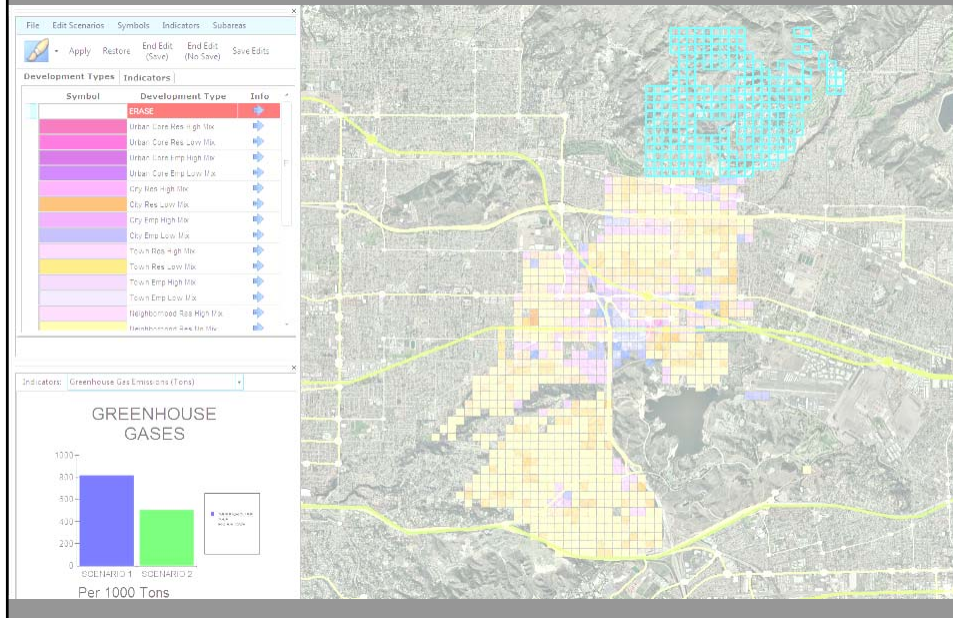 File Edit Scenarios Symbols Indicators Subareas
Apply Restore End Edit (Save) End Edit (No Save) Save Edits
Development Types Indicators
Symbol Development Type Info
ERASE
Urban Core Res High Mix
Urban Core Res Low Mix
Urban Core Emp High Mix
Urban Core Emp Low Mix
City Res High Mix
City Res Low Mix
City Emp High Mix
City Emp Low Mix
Town Res High Mix
Town Res Low Mix
Town Emp High Mix
Town Emp Low Mix
Neighborhood Res High Mix
Neighborhood Res No Mix
Indicators: Greenhouse Gas Emissions (Tons)
GREENHOUSE
GASES
1000
800
600
400
200
0
SCENARIO 1 SCENARIO 2
Per 1000 Tons